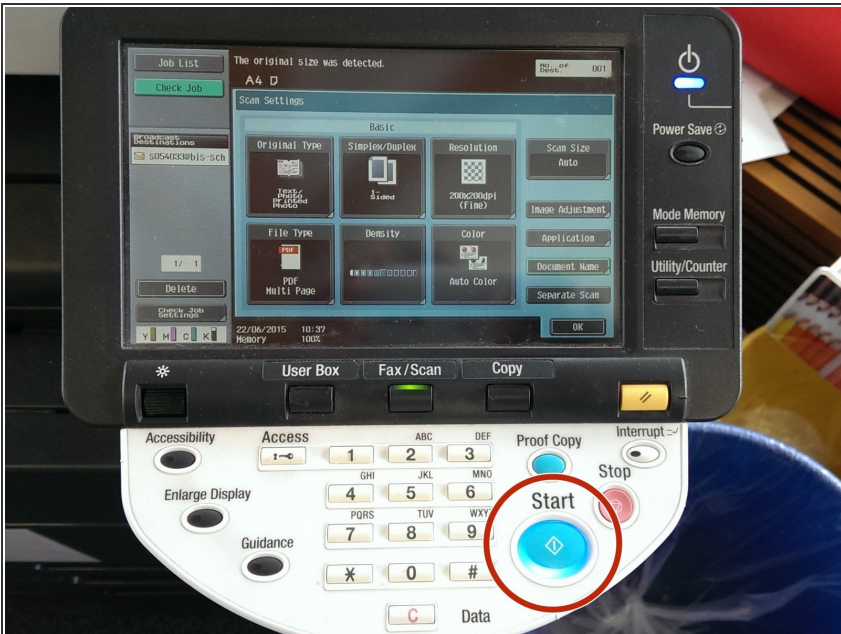 Job List
Check Job
The original size was detected.
A4
No. of Dest. 001
Scan Settings
Broadcast
Destinations
S054033@bis-sch
Basic
Original Type
Simplex/Duplex
Resolution
Scan Size
Auto
Text/
Photo
Printed
Photo
1-
Sided
200x200dpi
(Fine)
Image Adjustment
File Type
Density
Color
Application
PDF
PDF
Multi Page
Auto Color
Document Name
Separate Scan
1/ 1
Delete
Check Job
Settings
Y M C K
22/06/2015 10:37
Memory 100%
OK
Power Save
Mode Memory
Utility/Counter
User Box
Fax/Scan
Copy
Accessibility
Access
ABC
DEF
1
2
3
Proof Copy
Interrupt
GHI
JKL
MNO
4
5
6
Stop
Enlarge Display
Start
PQRS
TUV
WXY
7
8
9
Guidance
* 0 #
C
Data